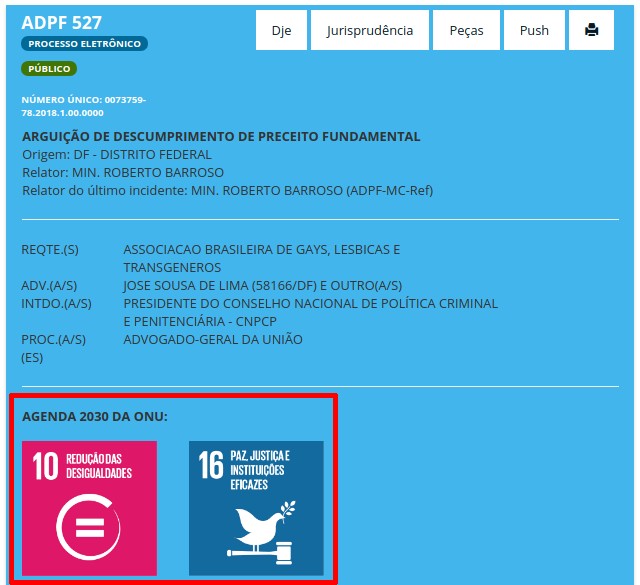 ADPF 527
PROCESSO ELETRÔNICO
PÚBLICO
NÚMERO ÚNICO: 0073759-
78.2018.1.00.0000
Dje
Jurisprudência
Peças
Push
ARGUIÇÃO DE DESCUMPRIMENTO DE PRECEITO FUNDAMENTAL
Origem: DF - DISTRITO FEDERAL
Relator: MIN. ROBERTO BARROSO
Relator do último incidente: MIN. ROBERTO BARROSO (ADPF-MC-Ref)
REQTE.(S) ASSOCIACAO BRASILEIRA DE GAYS, LESBICAS E
TRANSGENEROS
ADV.(A/S) JOSE SOUSA DE LIMA (58166/DF) E OUTRO(A/S)
INTDO.(A/S) PRESIDENTE DO CONSELHO NACIONAL DE POLÍTICA CRIMINAL
E PENITENCIÁRIA - CNPCP
PROC.(A/S) ADVOGADO-GERAL DA UNIÃO
(ES)
AGENDA 2030 DA ONU:
10 REDUÇÃO DAS
DESIGUALDADES
16 PAZ, JUSTIÇA E
INSTITUIÇÕES
EFICAZES